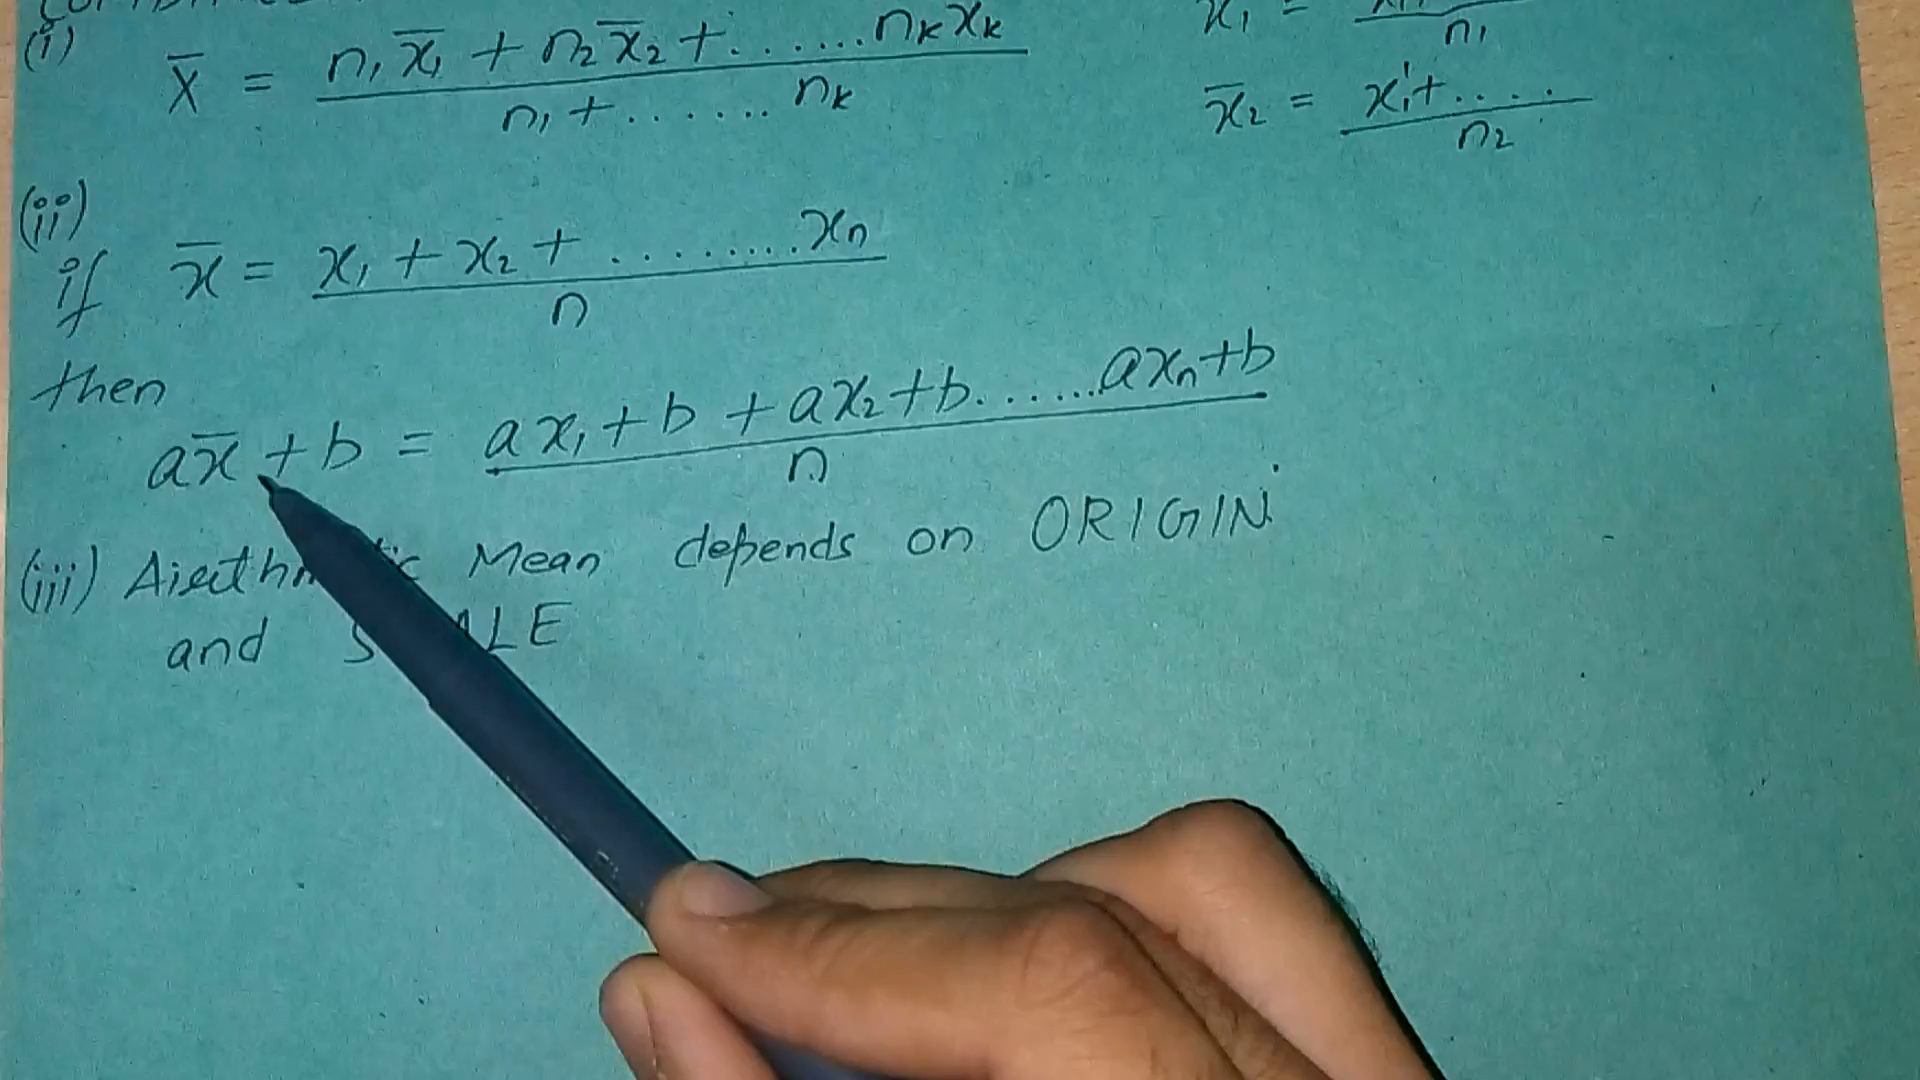 (i)
X̄ = n₁x̄₁ + n₂x̄₂ + ....... nₖxₖ / n₁ + ....... nₖ
x̄₂ = x₁' + .... / n₂
(ii)
if x̄ = x₁ + x₂ + ......... xₙ / n
then
ax̄ + b = ax₁ + b + ax₂ + b ....... axₙ + b / n
(iii) Mean depends on ORIGIN
and